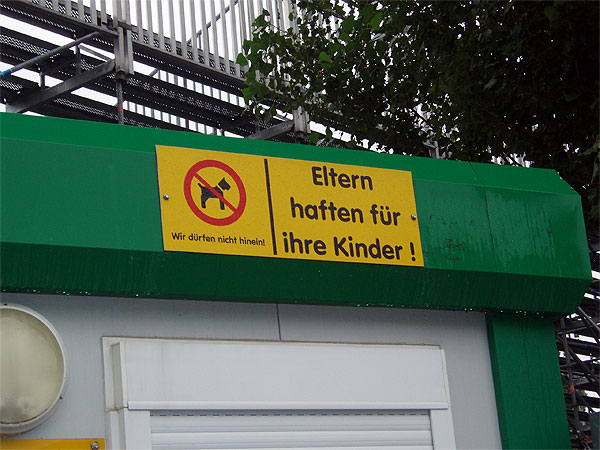 Wir dürfen nicht hinein!
Eltern
haften für
ihre Kinder !